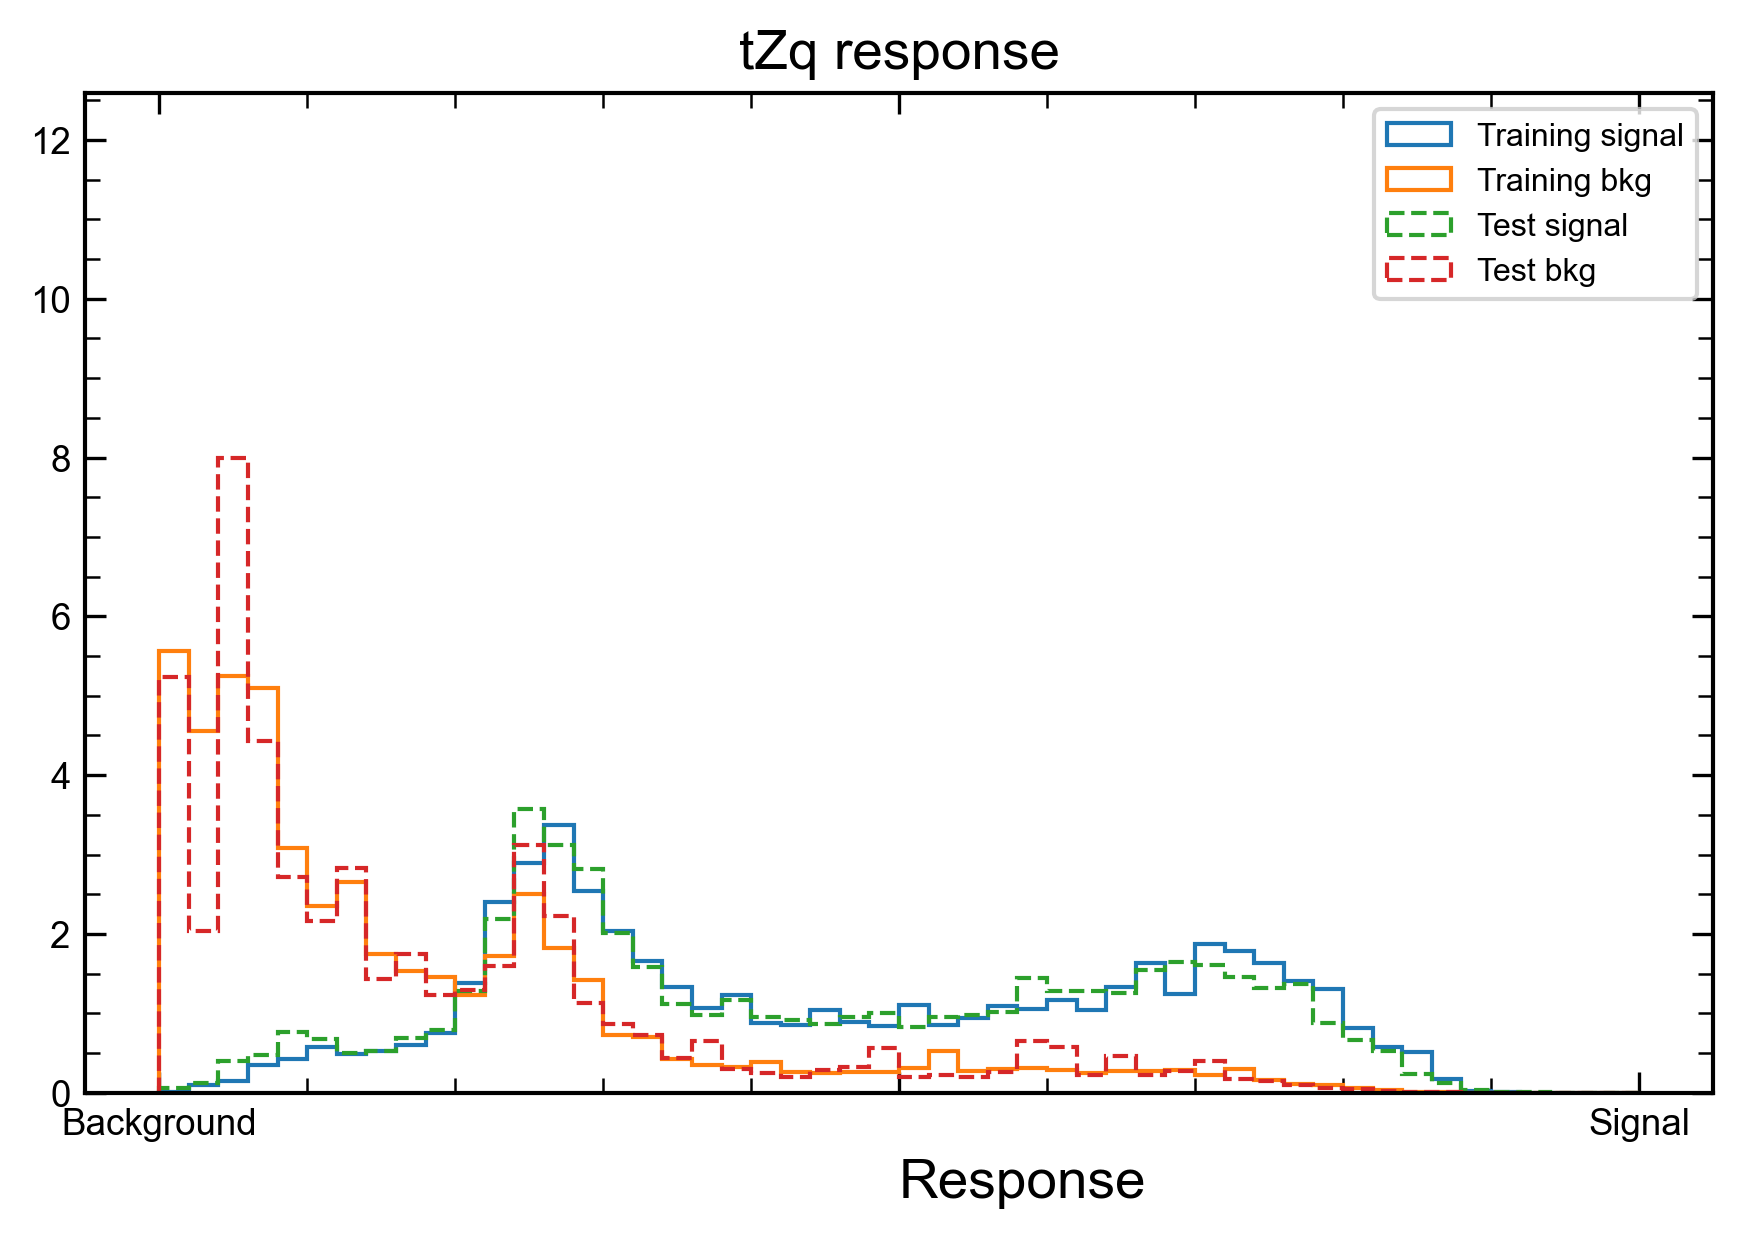 tZq response
12
10
8
6
4
2
0
Training signal
Training bkg
Test signal
Test bkg
Background
Signal
Response